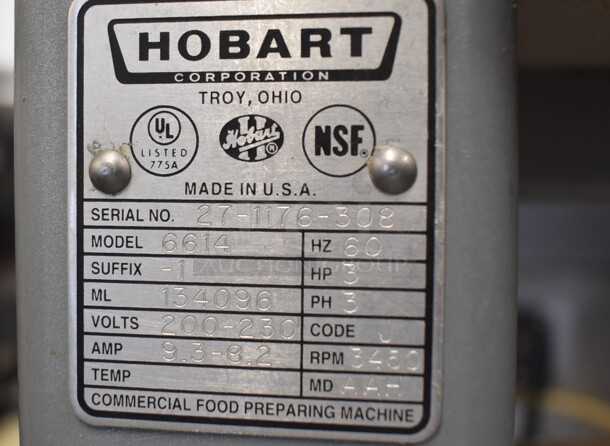 HOBART
CORPORATION
TROY, OHIO
UL
LISTED
775A
Hobart
NSF
MADE IN U.S.A.
SERIAL NO. 27-1176-308
MODEL 6614 HZ 60
SUFFIX -1 HP
ML 134096 PH 3
VOLTS 200-230 CODE J
AMP 9.3-8.2 RPM 3450
TEMP MD AAH
COMMERCIAL FOOD PREPARING MACHINE